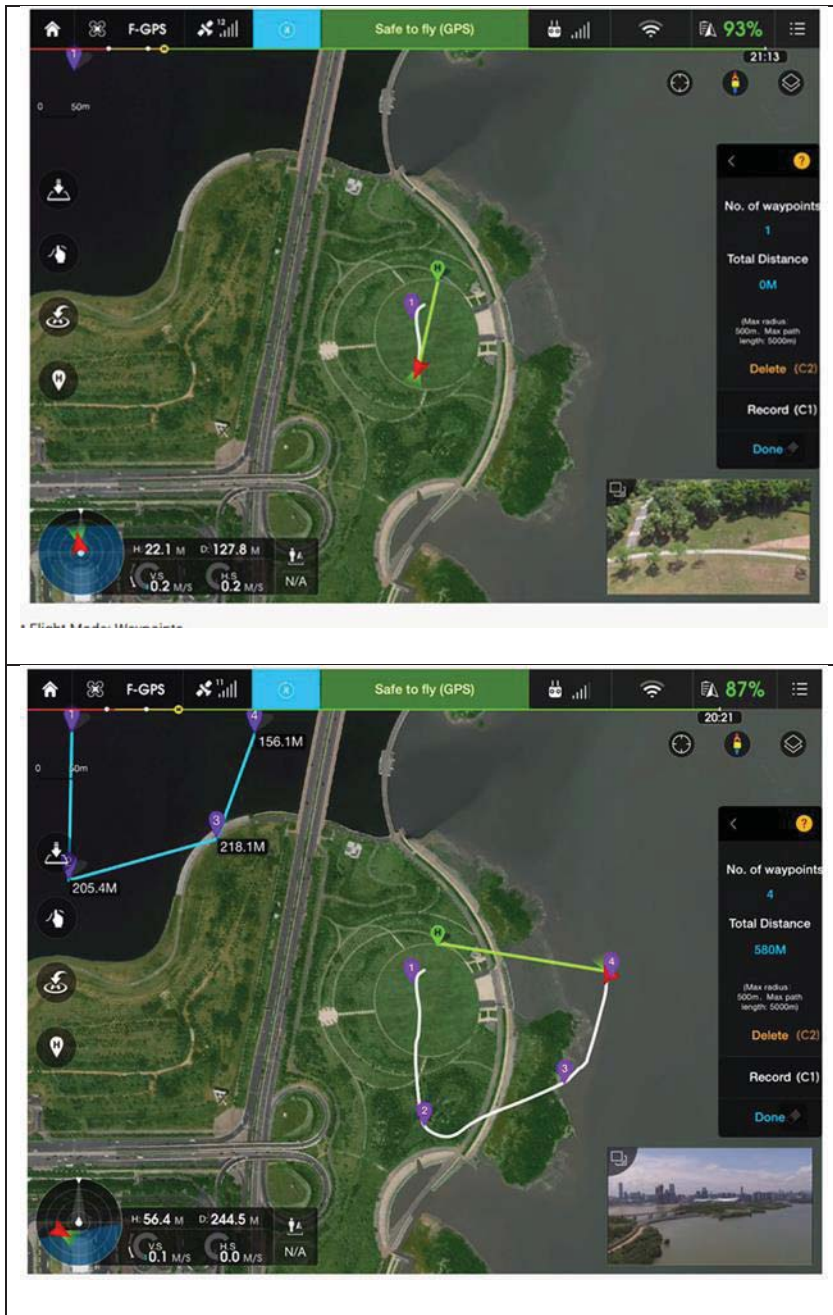 F-GPS 12 Safe to fly (GPS) 93%
1 H 21:13
0 50m
No. of waypoints
1
Total Distance
0M
(Max radius:
500m, Max path
length: 5000m)
Delete (C2)
Record (C1)
Done
H
1
H
H: 22.1 M D: 127.8 M
V.S 0.2 M/S H.S 0.2 M/S N/A
t Flight Mode: Waypoints
F-GPS 11 Safe to fly (GPS) 87%
1 H 4 20:21
156.1M
0 50m
3
218.1M
2
205.4M
No. of waypoints
4
Total Distance
580M
(Max radius:
500m, Max path
length: 5000m)
Delete (C2)
Record (C1)
Done
H
1
4
H
3
2
H: 56.4 M D: 244.5 M
V.S 0.1 M/S H.S 0.0 M/S N/A